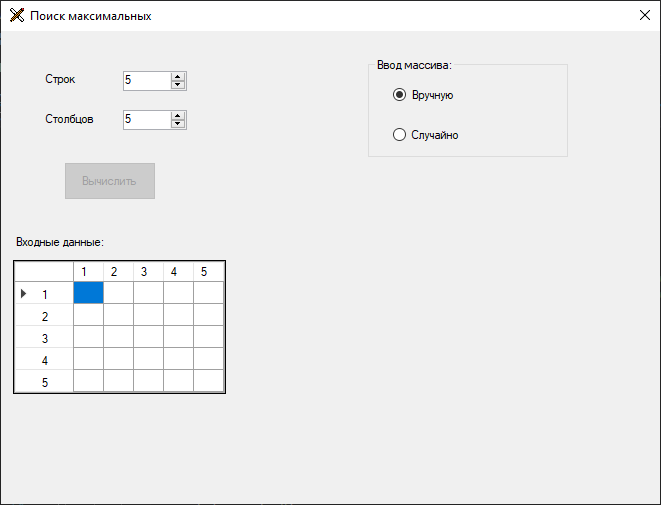 Поиск максимальных
Строк 5
Столбцов 5
Ввод массива:
Вручную
Случайно
Вычислить
Входные данные:
1 2 3 4 5
1
2
3
4
5